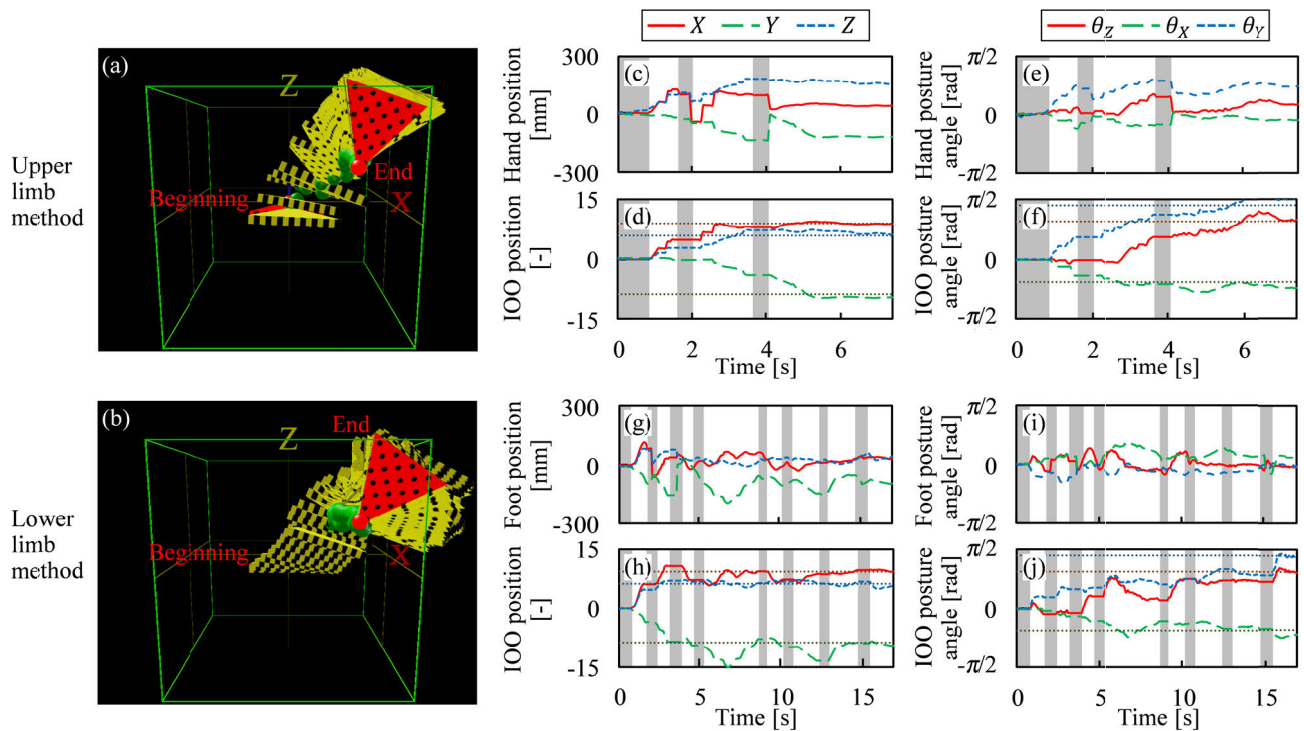 X Y Z
θZ θX θY
Upper
limb
method
(a)
Z
X
Beginning
End
Hand position
[mm]
300
0
-300
(c)
Hand posture
angle [rad]
π/2
0
-π/2
(e)
IOO position
[-]
15
0
-15
(d)
0 2 4 6
Time [s]
IOO posture
angle [rad]
π/2
0
-π/2
(f)
0 2 4 6
Time [s]
Lower
limb
method
(b)
Z
X
End
Beginning
Foot position
[mm]
300
0
-300
(g)
Foot posture
angle [rad]
π/2
0
-π/2
(i)
IOO position
[-]
15
0
-15
(h)
0 5 10 15
Time [s]
IOO posture
angle [rad]
π/2
0
-π/2
(j)
0 5 10 15
Time [s]